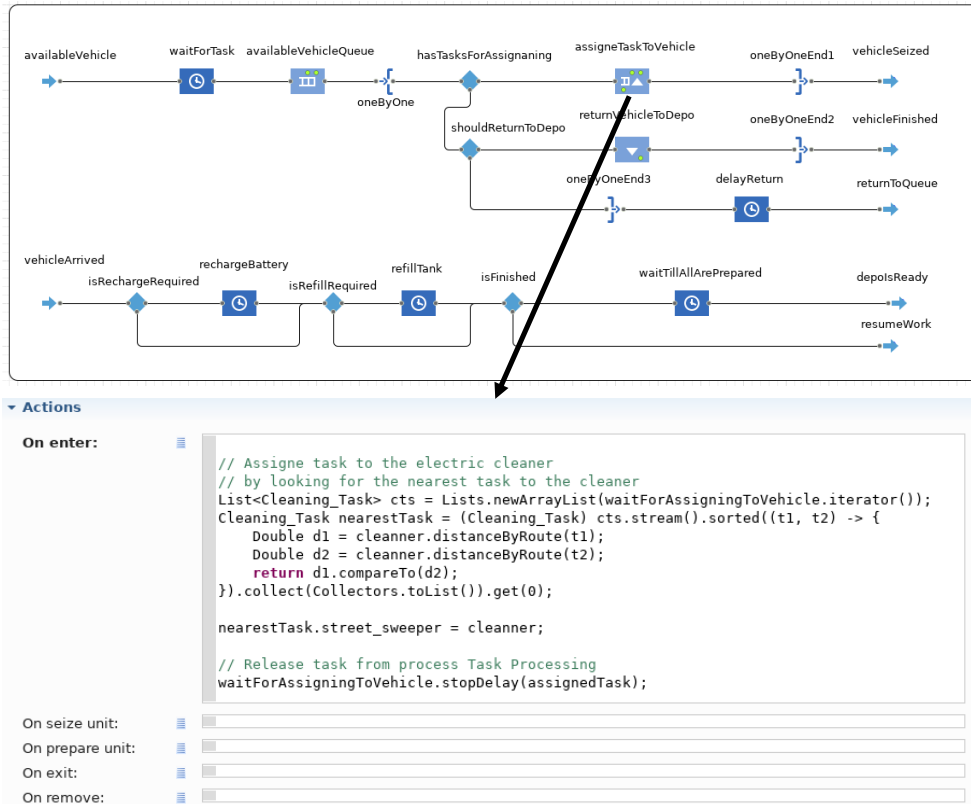 availableVehicle
waitForTask
availableVehicleQueue
oneByOne
hasTasksForAssignaning
assigneTaskToVehicle
oneByOneEnd1
vehicleSeized
shouldReturnToDepo
returnVehicleToDepo
oneByOneEnd2
vehicleFinished
oneByOneEnd3
delayReturn
returnToQueue
vehicleArrived
isRechargeRequired
rechargeBattery
isRefillRequired
refillTank
isFinished
waitTillAllArePrepared
depoIsReady
resumeWork
Actions
On enter:
// Assigne task to the electric cleaner
// by looking for the nearest task to the cleaner
List<Cleaning_Task> cts = Lists.newArrayList(waitForAssigningToVehicle.iterator());
Cleaning_Task nearestTask = (Cleaning_Task) cts.stream().sorted((t1, t2) -> {
    Double d1 = cleanner.distanceByRoute(t1);
    Double d2 = cleanner.distanceByRoute(t2);
    return d1.compareTo(d2);
}).collect(Collectors.toList()).get(0);
nearestTask.street_sweeper = cleanner;
// Release task from process Task Processing
waitForAssigningToVehicle.stopDelay(assignedTask);
On seize unit:
On prepare unit:
On exit:
On remove: